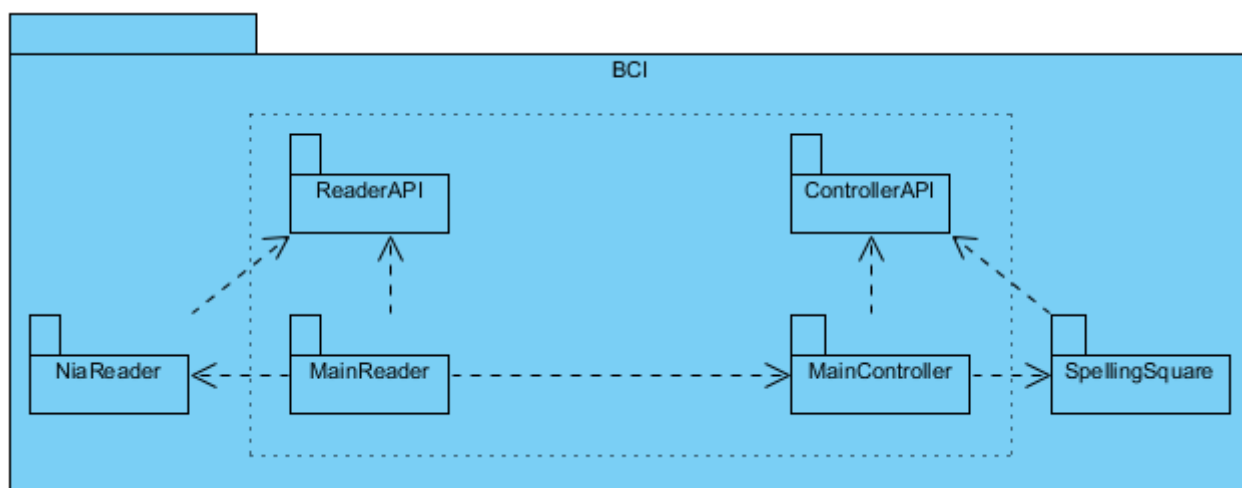 BCI
ReaderAPI
ControllerAPI
NiaReader
MainReader
MainController
SpellingSquare